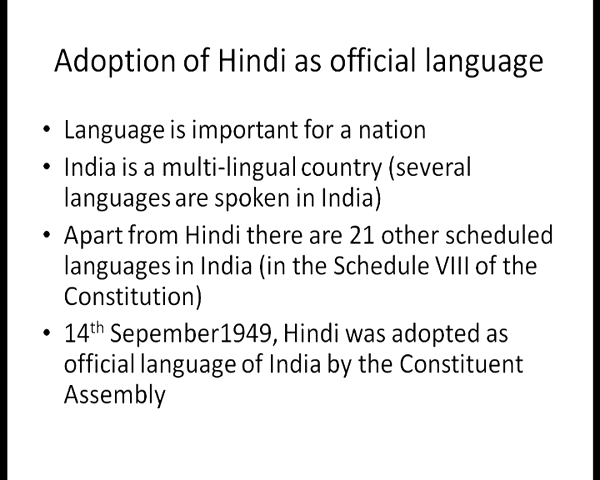 Adoption of Hindi as official language
• Language is important for a nation
• India is a multi-lingual country (several
languages are spoken in India)
• Apart from Hindi there are 21 other scheduled
languages in India (in the Schedule VIII of the
Constitution)
• 14th Sepember1949, Hindi was adopted as
official language of India by the Constituent
Assembly